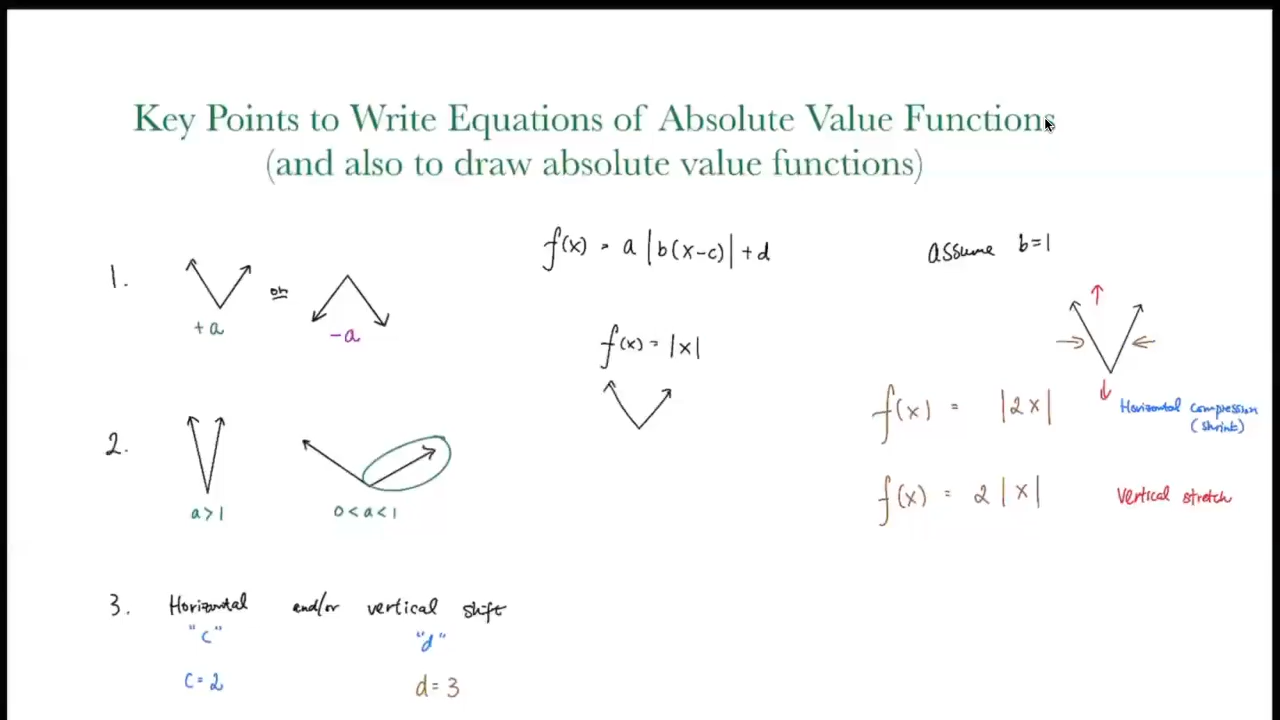 Key Points to Write Equations of Absolute Value Functions
(and also to draw absolute value functions)
f(x) = a |b(x-c)| + d
assume b=1
1.
or
+a
-a
f(x) = |x|
f(x) = |2x|
Horizontal compression
(shrint)
2.
a>1
0<a<1
f(x) = 2|x|
Vertical stretch
3. Horizontal and/or vertical shift
"c" "d"
c=2 d=3